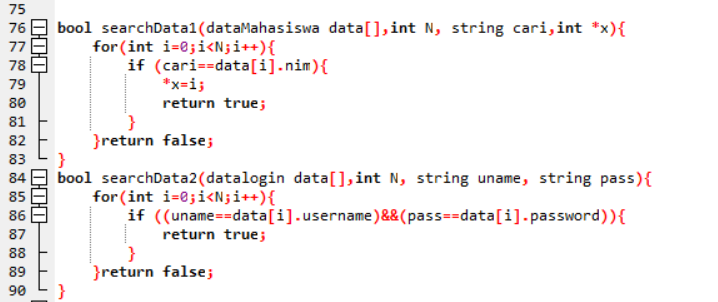 75
76 bool searchData1(dataMahasiswa data[],int N, string cari,int *x){
77     for(int i=0;i<N;i++){
78         if (cari==data[i].nim){
79             *x=i;
80             return true;
81         }
82     }return false;
83 }
84 bool searchData2(datalogin data[],int N, string uname, string pass){
85     for(int i=0;i<N;i++){
86         if ((uname==data[i].username)&&(pass==data[i].password)){
87             return true;
88         }
89     }return false;
90 }